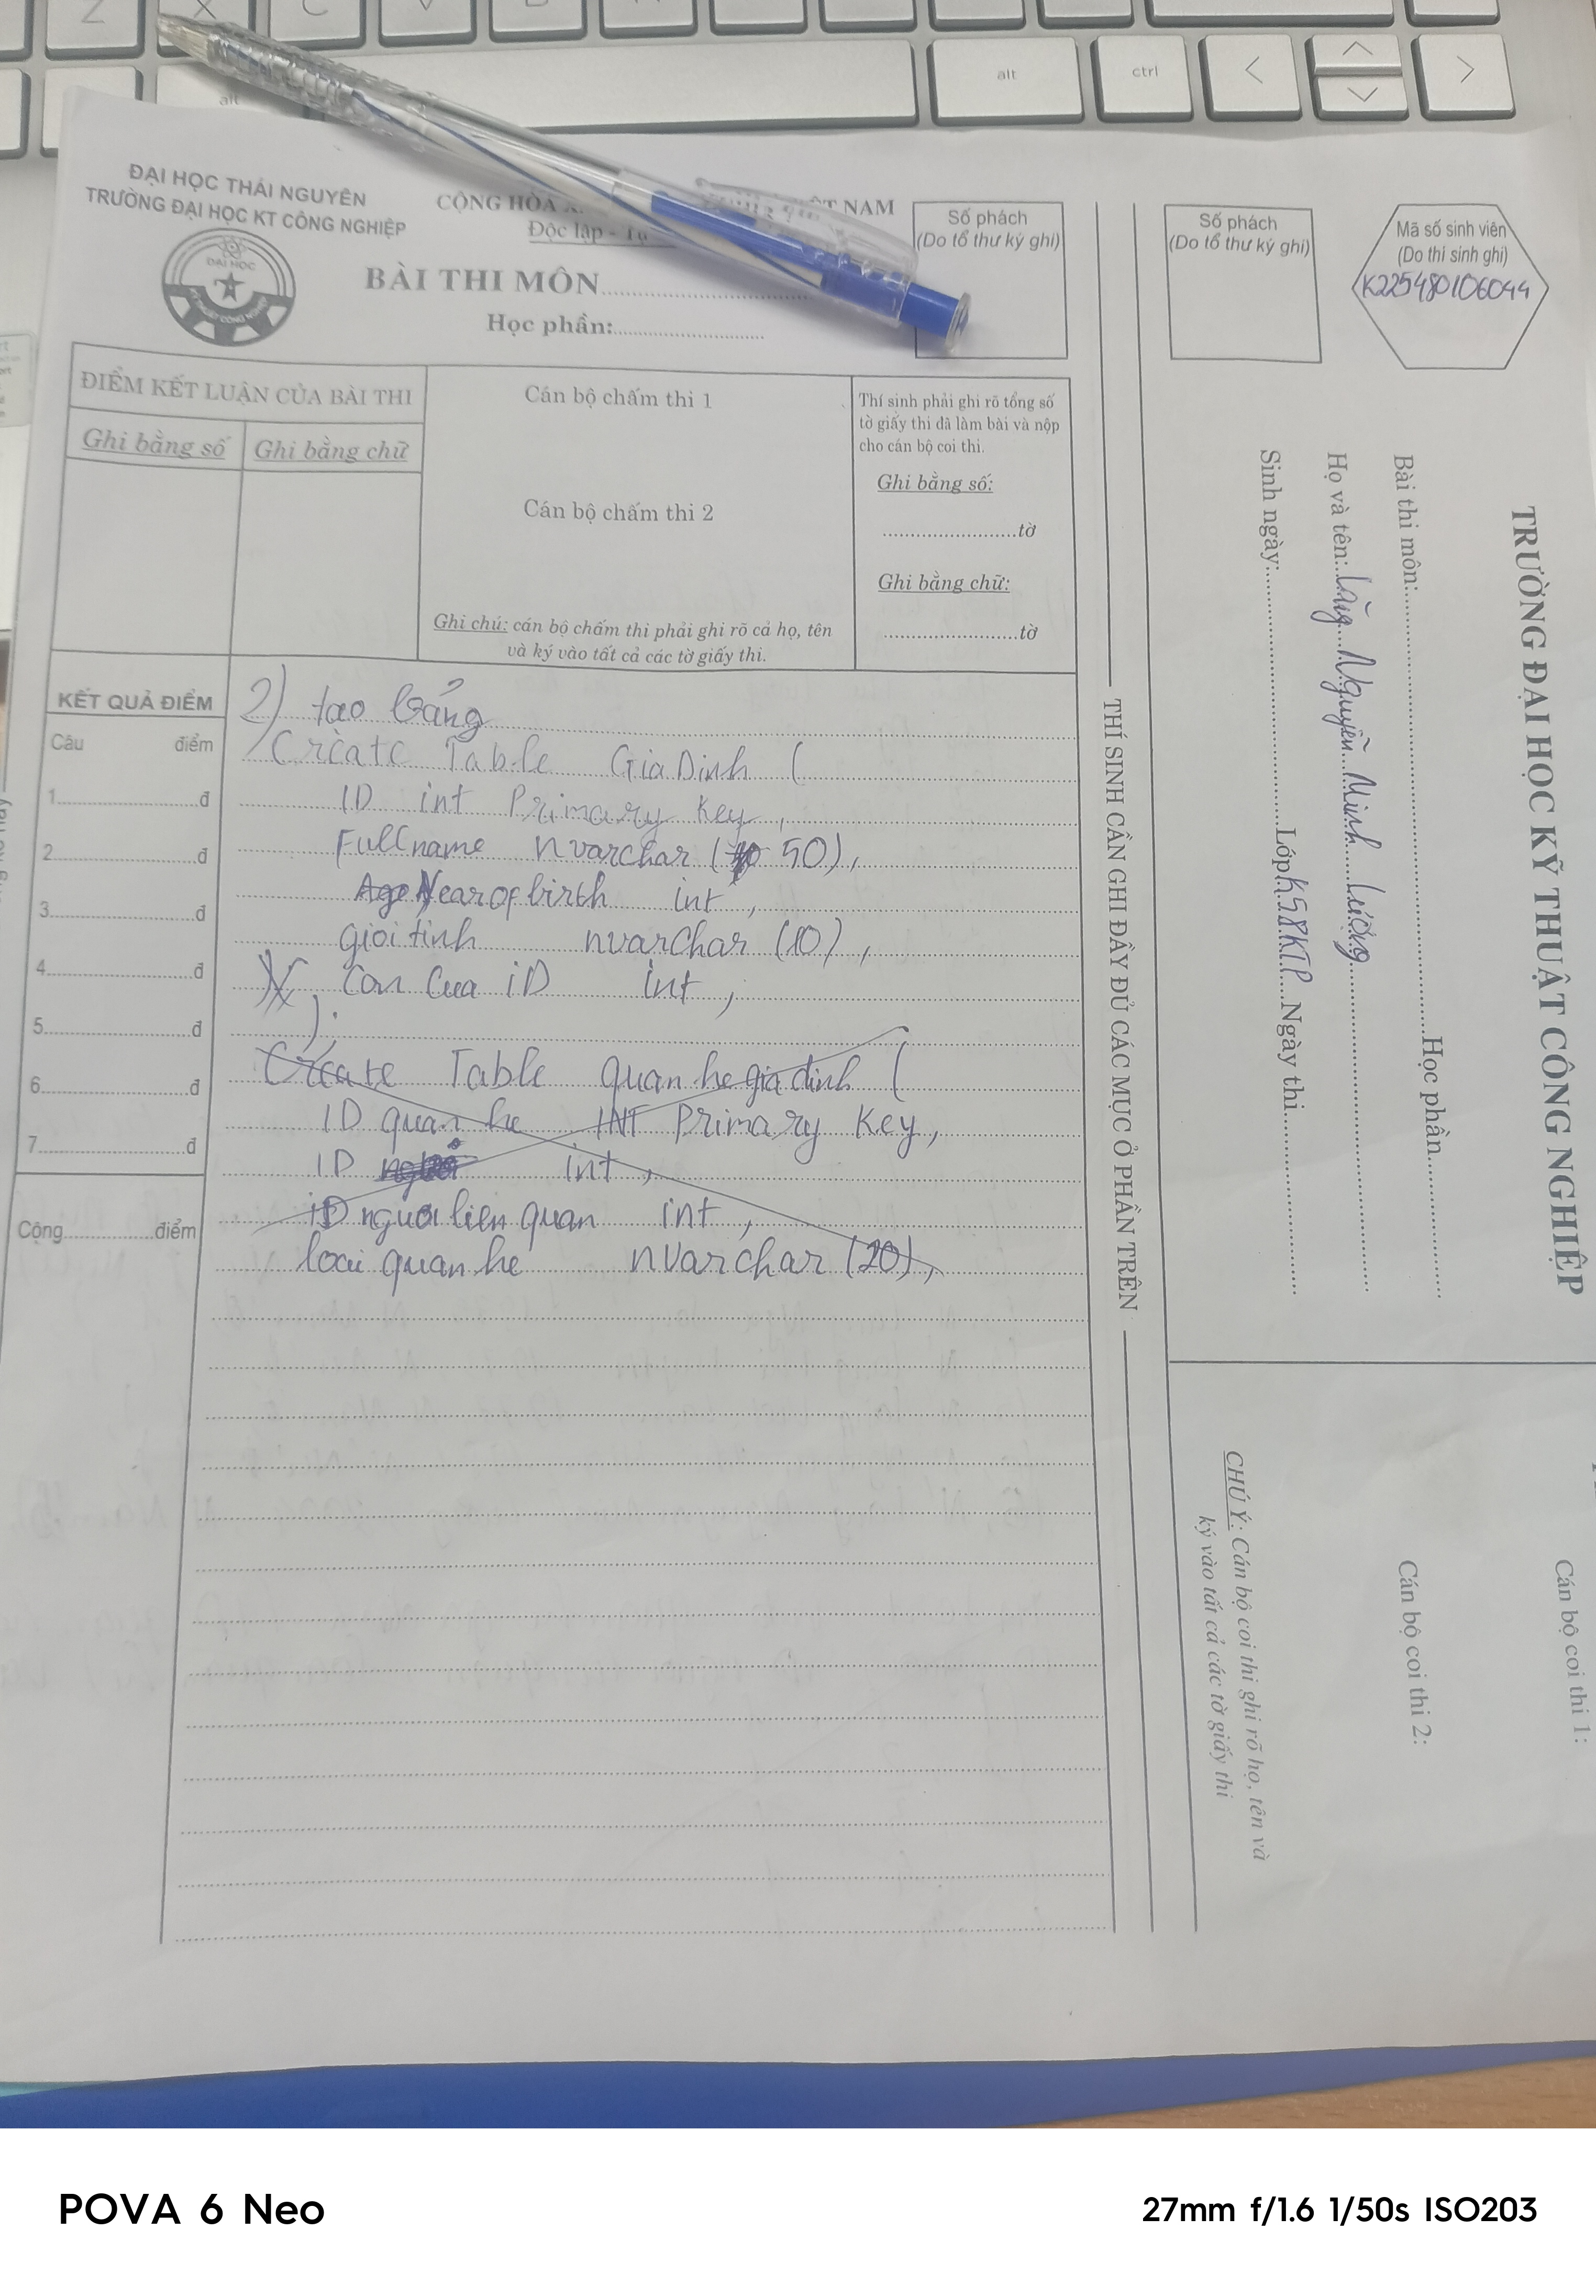 Z X C V B
alt
alt
ctrl
ĐẠI HỌC THÁI NGUYÊN
TRƯỜNG ĐẠI HỌC KT CÔNG NGHIỆP
CỘNG HÒA NAM
Độc lập -
ĐẠI HỌC
BÀI THI MÔN
Học phần:
Số phách
(Do tổ thư ký ghi)
ĐIỂM KẾT LUẬN CỦA BÀI THI
Ghi bằng số
Ghi bằng chữ
Cán bộ chấm thi 1
Cán bộ chấm thi 2
Ghi chú: cán bộ chấm thi phải ghi rõ cả họ, tên
và ký vào tất cả các tờ giấy thi.
Thí sinh phải ghi rõ tổng số
tờ giấy thi đã làm bài và nộp
cho cán bộ coi thi.
Ghi bằng số:
tờ
Ghi bằng chữ:
tờ
KẾT QUẢ ĐIỂM
Câu điểm
1 đ
2 đ
3 đ
4 đ
5 đ
6 đ
7 đ
Cộng điểm
2) tao bảng
Create Table GiaDinh (
ID int Primary Key,
Fullname nvarchar (50),
Age Yearofbirth int,
gioi tinh nvarchar (10),
Con Cua iD int,
);
Create Table quan he gia dinh (
ID quan he INT Primary Key,
ID int,
iD nguoi lien quan int,
loai quan he nvarchar (20),
THÍ SINH CẦN GHI ĐẦY ĐỦ CÁC MỤC Ở PHẦN TRÊN
Số phách
(Do tổ thư ký ghi)
Mã số sinh viên
(Do thí sinh ghi)
K225480106044
TRƯỜNG ĐẠI HỌC KỸ THUẬT CÔNG NGHIỆP
Bài thi môn: Học phần
Họ và tên: Lăng Nguyễn Minh Lượng
Sinh ngày: Lớp K58KTP Ngày thi
Cán bộ coi thi 1:
Cán bộ coi thi 2:
CHÚ Ý: Cán bộ coi thi ghi rõ họ, tên và
ký vào tất cả các tờ giấy thi
POVA 6 Neo
27mm f/1.6 1/50s ISO203